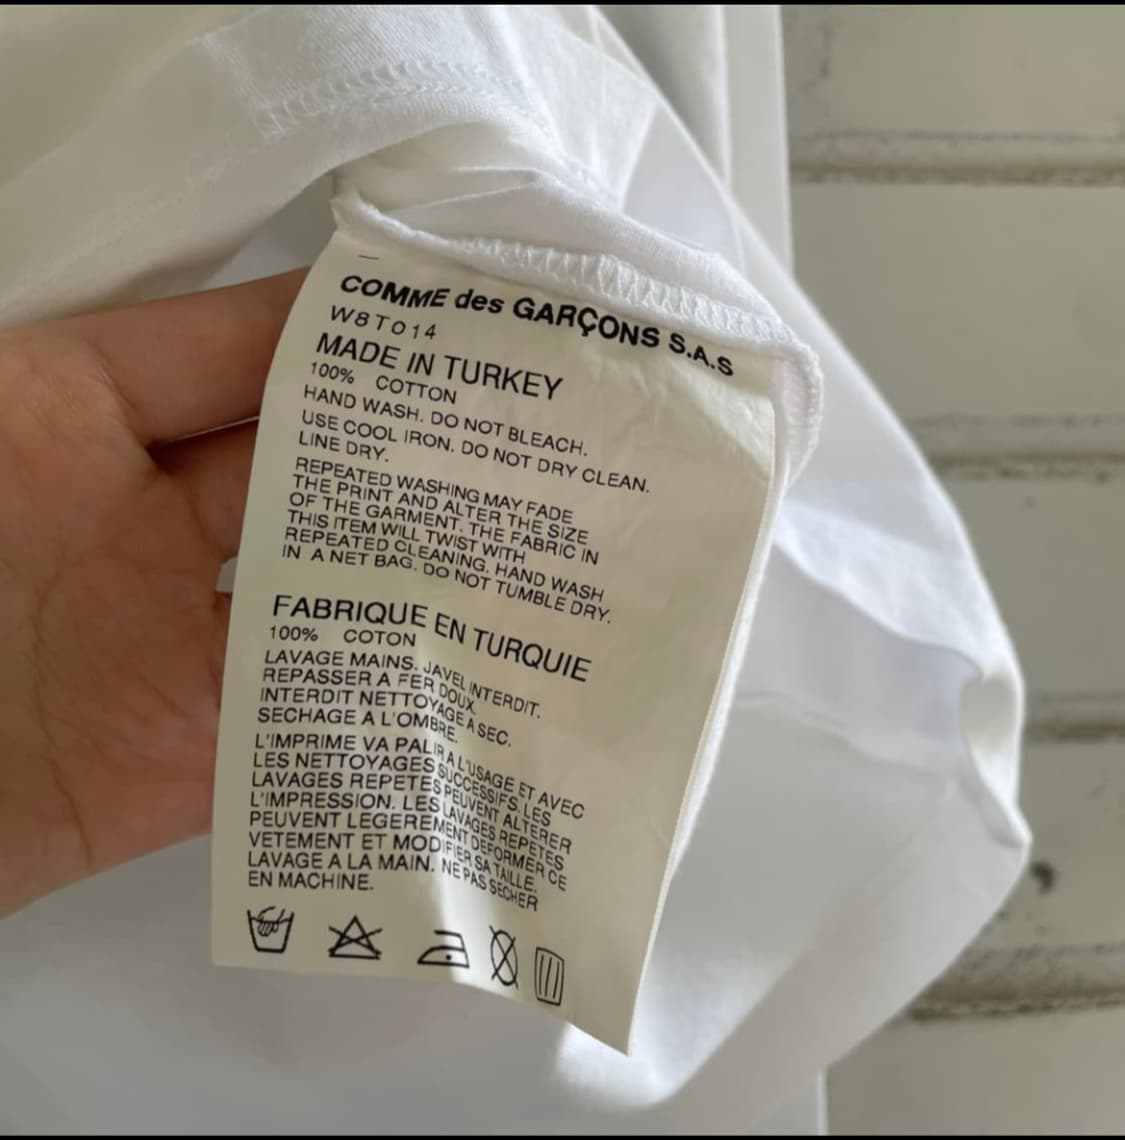 COMME des GARÇONS S.A.S
W8T014
MADE IN TURKEY
100% COTTON
HAND WASH. DO NOT BLEACH.
USE COOL IRON. DO NOT DRY CLEAN.
LINE DRY.
REPEATED WASHING MAY FADE
THE PRINT AND ALTER THE SIZE
OF THE GARMENT. THE FABRIC IN
THIS ITEM WILL TWIST WITH
REPEATED CLEANING. HAND WASH
IN A NET BAG. DO NOT TUMBLE DRY.
FABRIQUE EN TURQUIE
100% COTON
LAVAGE MAINS. JAVEL INTERDIT.
REPASSER A FER DOUX.
INTERDIT NETTOYAGE A SEC.
SECHAGE A L'OMBRE.
L'IMPRIME VA PALIR A L'USAGE ET AVEC
LES NETTOYAGES SUCCESSIFS. LES
LAVAGES REPETES PEUVENT ALTERER
L'IMPRESSION. LES LAVAGES REPETES
PEUVENT LEGEREMENT DEFORMER CE
VETEMENT ET MODIFIER SA TAILLE.
LAVAGE A LA MAIN. NE PAS SECHER
EN MACHINE.